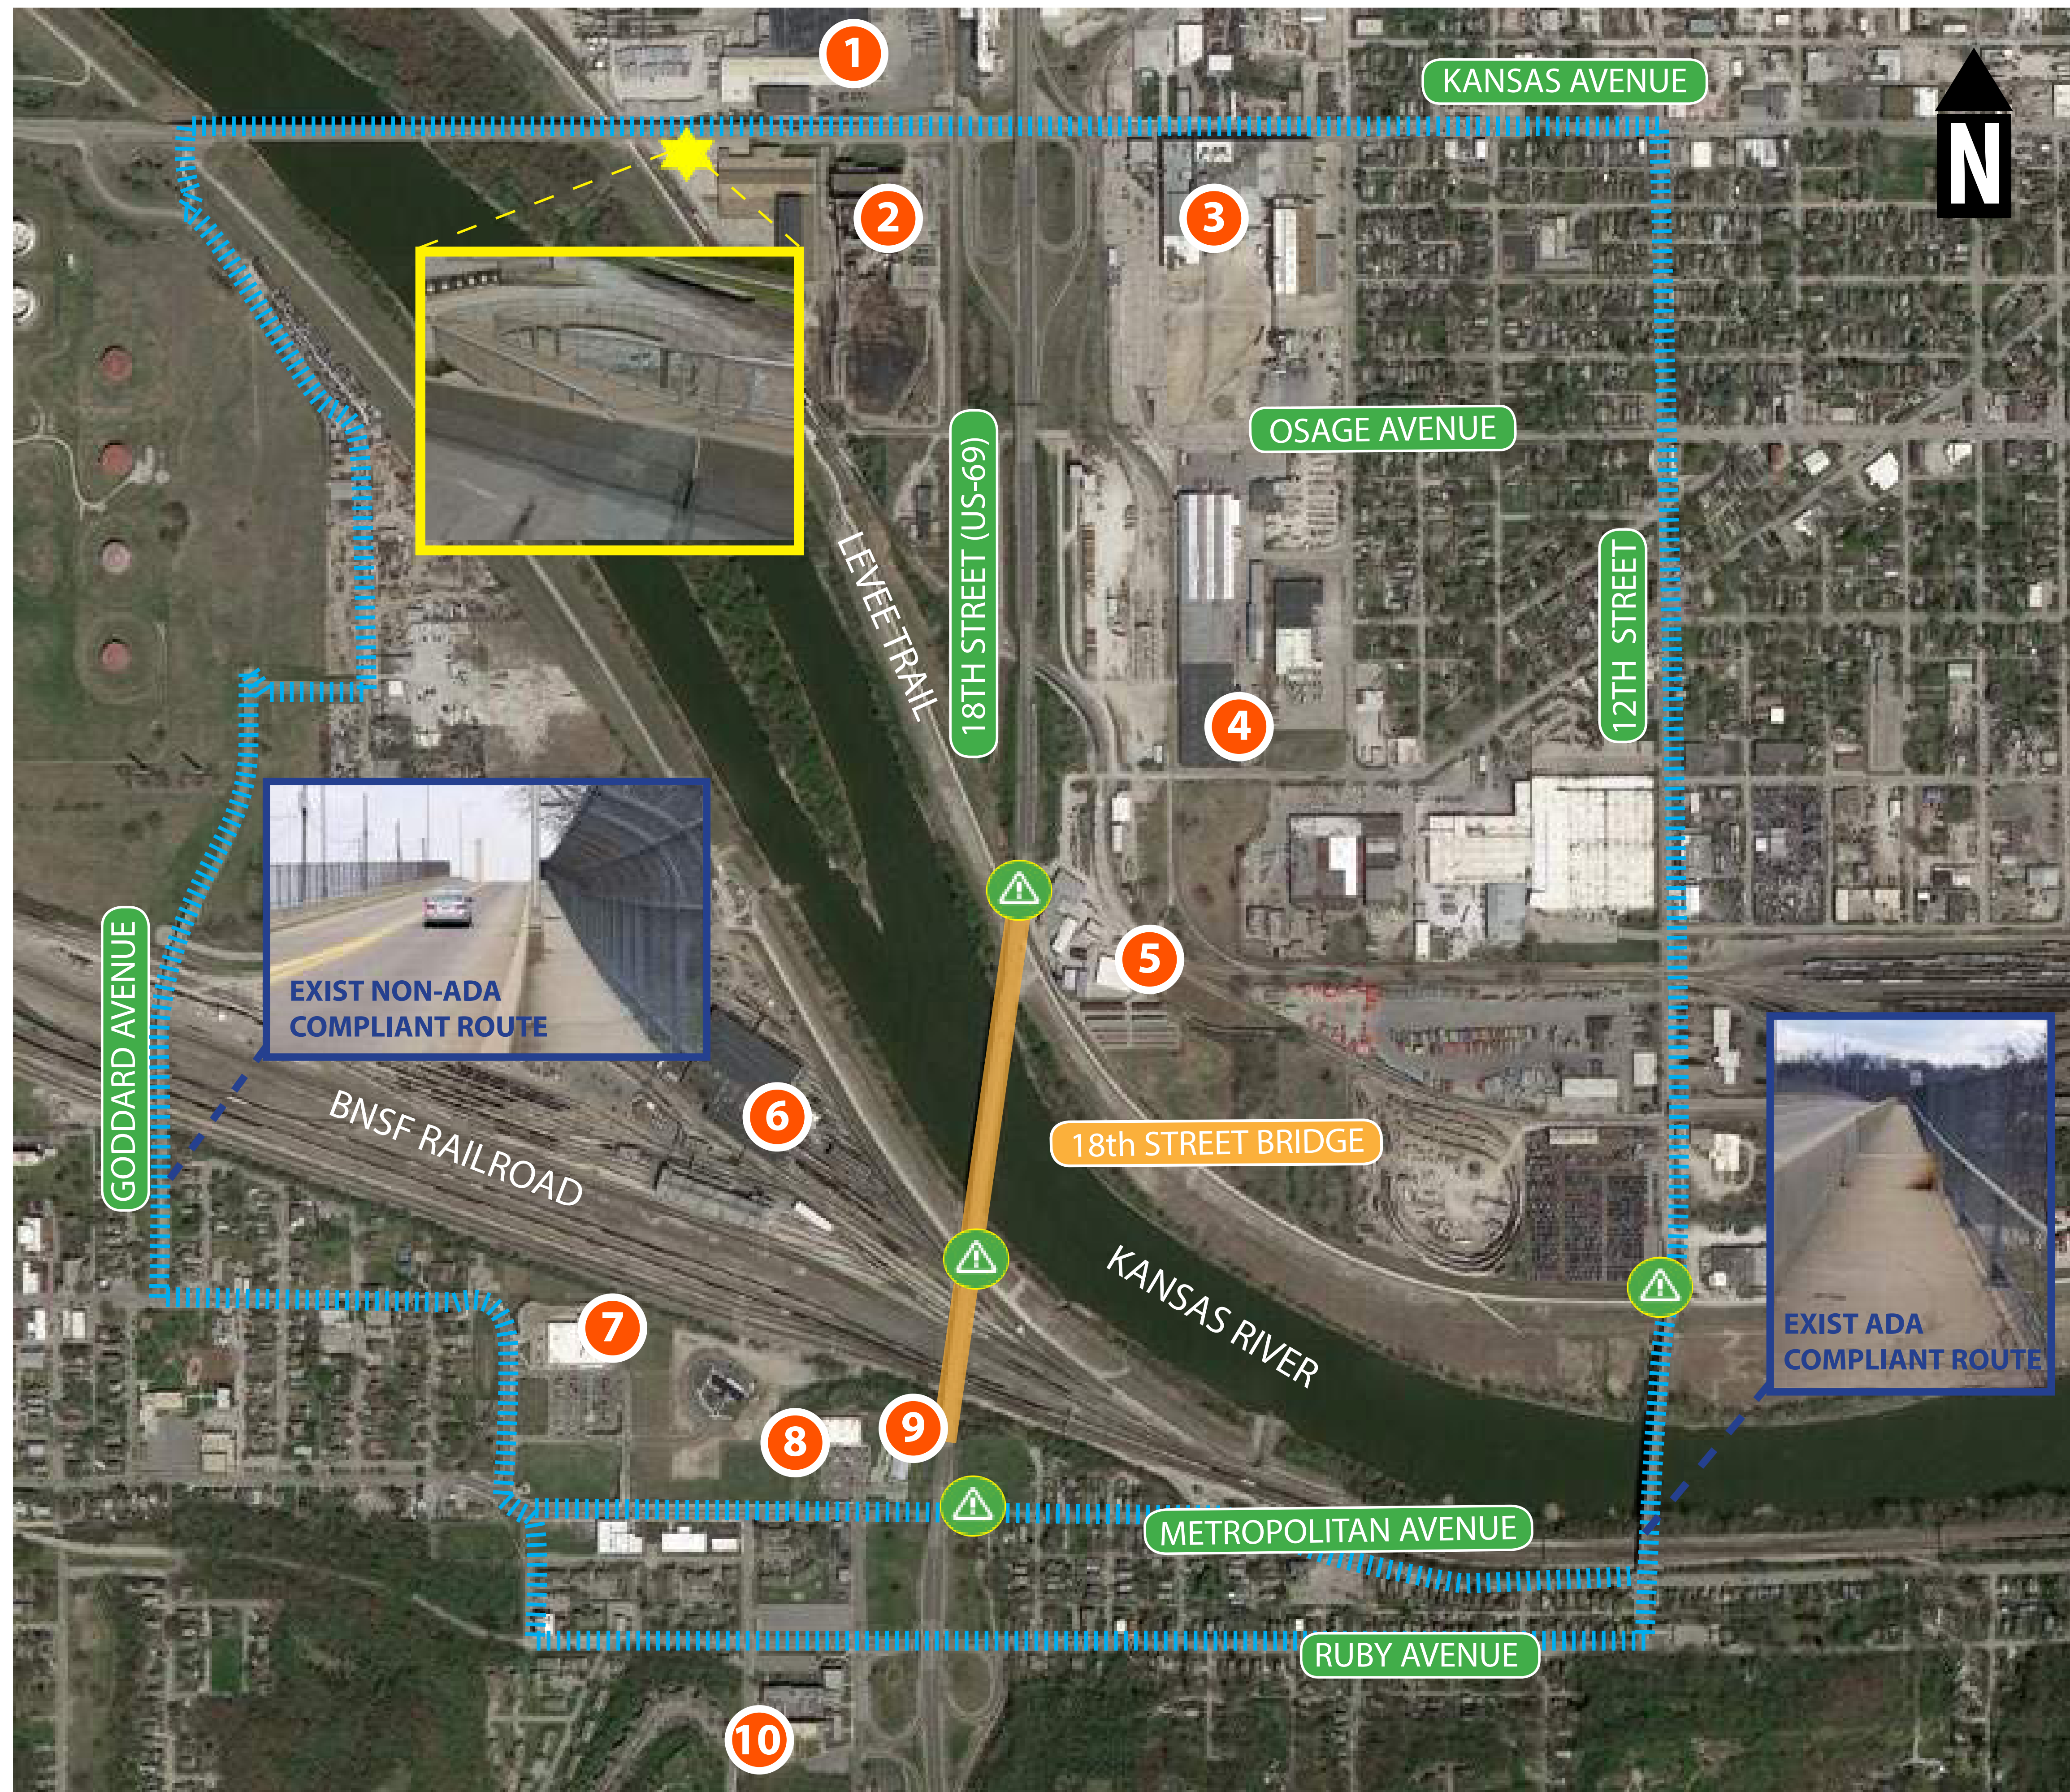 1
KANSAS AVENUE
N
2
3
OSAGE AVENUE
LEVEE TRAIL
18TH STREET (US-69)
12TH STREET
4
5
GODDARD AVENUE
EXIST NON-ADA
COMPLIANT ROUTE
BNSF RAILROAD
6
18th STREET BRIDGE
KANSAS RIVER
EXIST ADA
COMPLIANT ROUTE
7
8
9
METROPOLITAN AVENUE
RUBY AVENUE
10